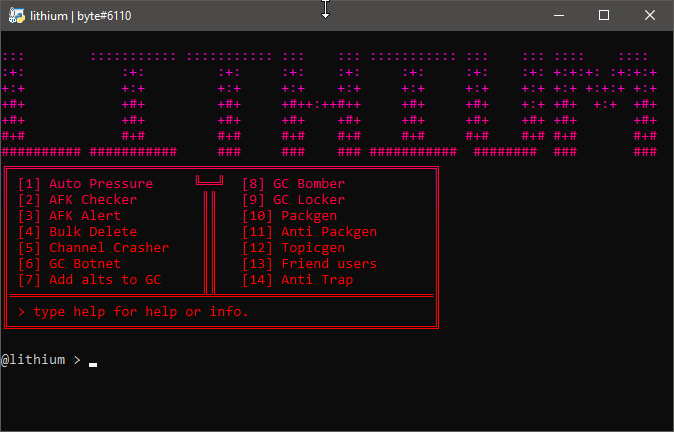 lithium | byte#6110
LITHIUM
[1] Auto Pressure
[2] AFK Checker
[3] AFK Alert
[4] Bulk Delete
[5] Channel Crasher
[6] GC Botnet
[7] Add alts to GC
[8] GC Bomber
[9] GC Locker
[10] Packgen
[11] Anti Packgen
[12] Topicgen
[13] Friend users
[14] Anti Trap
> type help for help or info.
@lithium >